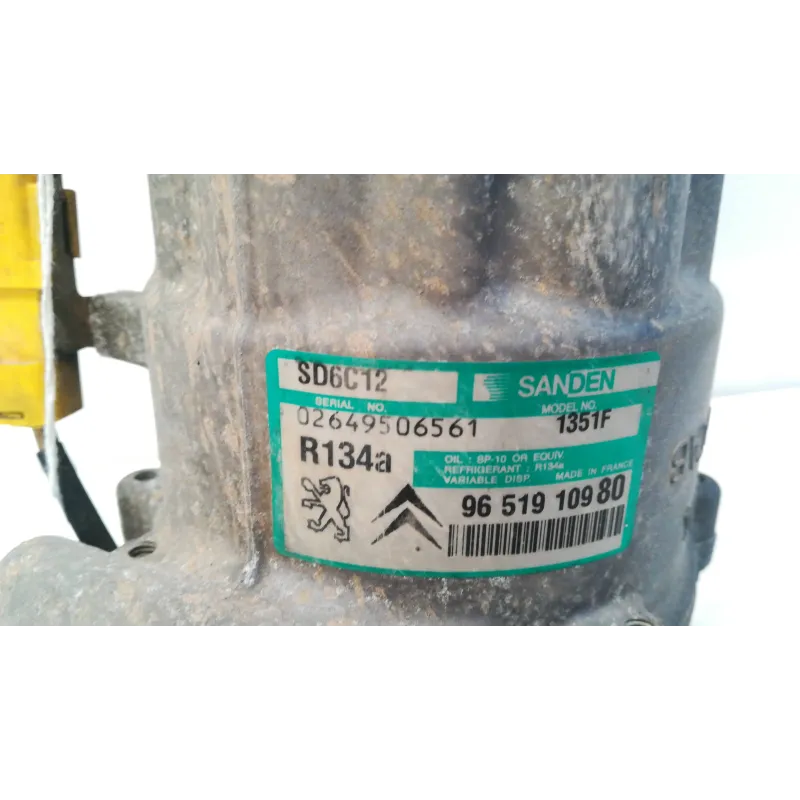 SD6C12 SANDEN
SERIAL NO. MODEL NO.
02649506561 1351F
R134a
OIL : SP-10 OR EQUIV
REFRIGERANT : R134a
VARIABLE DISP. MADE IN FRANCE
96 519 109 80